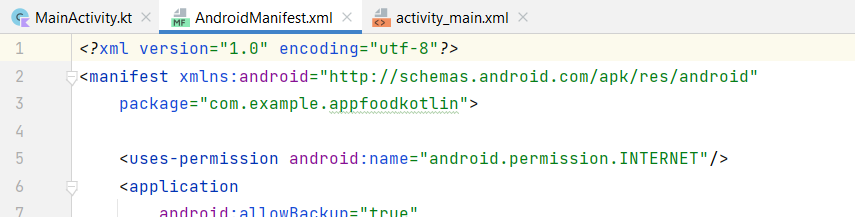 MainActivity.kt AndroidManifest.xml activity_main.xml
1 <?xml version="1.0" encoding="utf-8"?>
2 <manifest xmlns:android="http://schemas.android.com/apk/res/android"
3 package="com.example.appfoodkotlin">
4
5 <uses-permission android:name="android.permission.INTERNET"/>
6 <application
7 android:allowBackup="true"